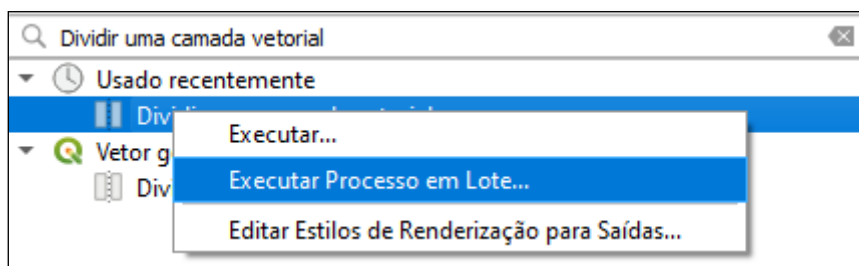 Dividir uma camada vetorial
Usado recentemente
Executar...
Vetor
Executar Processo em Lote...
Editar Estilos de Renderização para Saídas...